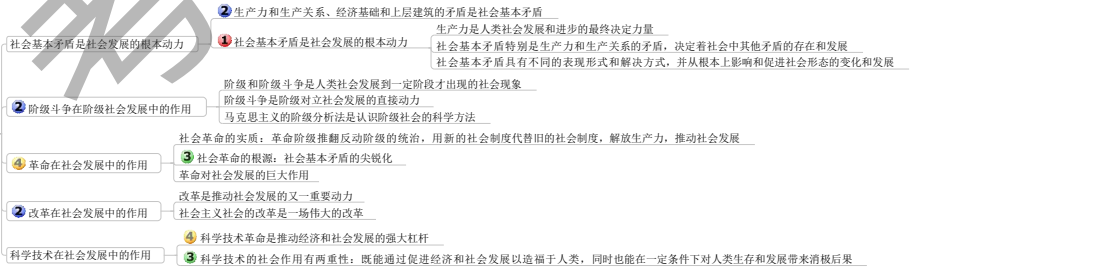 社会基本矛盾是社会发展的根本动力
2 生产力和生产关系、经济基础和上层建筑的矛盾是社会基本矛盾
1 社会基本矛盾是社会发展的根本动力
生产力是人类社会发展和进步的最终决定力量
社会基本矛盾特别是生产力和生产关系的矛盾，决定着社会中其他矛盾的存在和发展
社会基本矛盾具有不同的表现形式和解决方式，并从根本上影响和促进社会形态的变化和发展
2 阶级斗争在阶级社会发展中的作用
阶级和阶级斗争是人类社会发展到一定阶段才出现的社会现象
阶级斗争是阶级对立社会发展的直接动力
马克思主义的阶级分析法是认识阶级社会的科学方法
4 革命在社会发展中的作用
社会革命的实质：革命阶级推翻反动阶级的统治，用新的社会制度代替旧的社会制度，解放生产力，推动社会发展
3 社会革命的根源：社会基本矛盾的尖锐化
革命对社会发展的巨大作用
2 改革在社会发展中的作用
改革是推动社会发展的又一重要动力
社会主义社会的改革是一场伟大的改革
科学技术在社会发展中的作用
4 科学技术革命是推动经济和社会发展的强大杠杆
3 科学技术的社会作用有两重性：既能通过促进经济和社会发展以造福于人类，同时也能在一定条件下对人类生存和发展带来消极后果